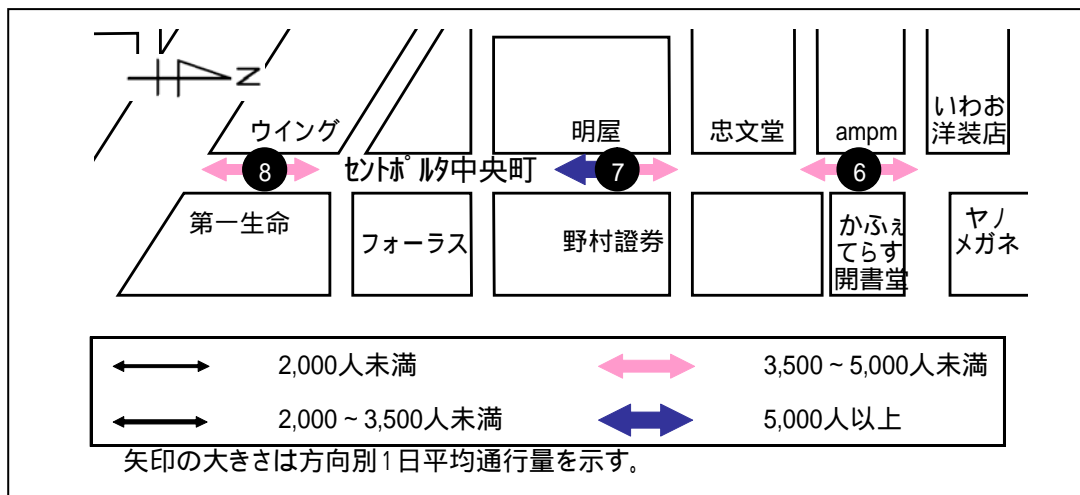 Z
ウイング
明屋
忠文堂
ampm
いわお
洋装店
8
セントポルタ中央町
7
6
第一生命
フォーラス
野村證券
かふぇ
てらす
開書堂
ヤノ
メガネ
2,000人未満
3,500～5,000人未満
2,000～3,500人未満
5,000人以上
矢印の大きさは方向別1日平均通行量を示す。